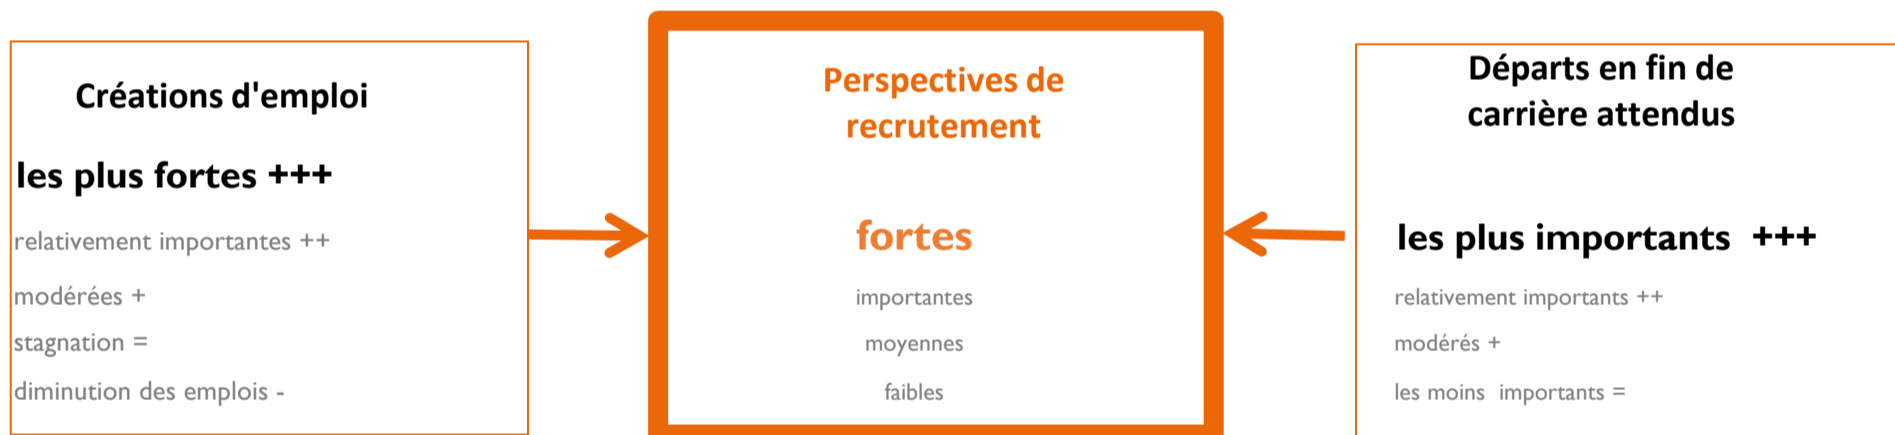 Créations d'emploi
les plus fortes +++
relativement importantes ++
modérées +
stagnation =
diminution des emplois -
Perspectives de
recrutement
fortes
importantes
moyennes
faibles
Départs en fin de
carrière attendus
les plus importants +++
relativement importants ++
modérés +
les moins importants =